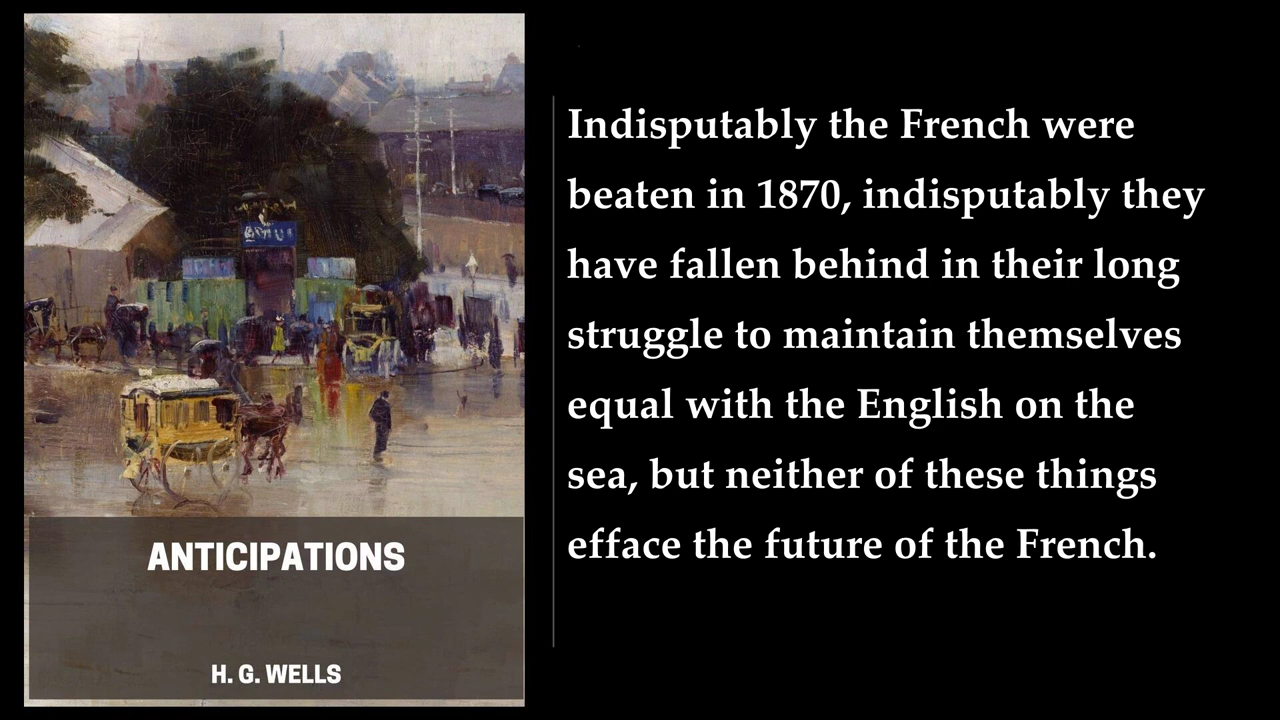 ANTICIPATIONS
H. G. WELLS
Indisputably the French were
beaten in 1870, indisputably they
have fallen behind in their long
struggle to maintain themselves
equal with the English on the
sea, but neither of these things
efface the future of the French.